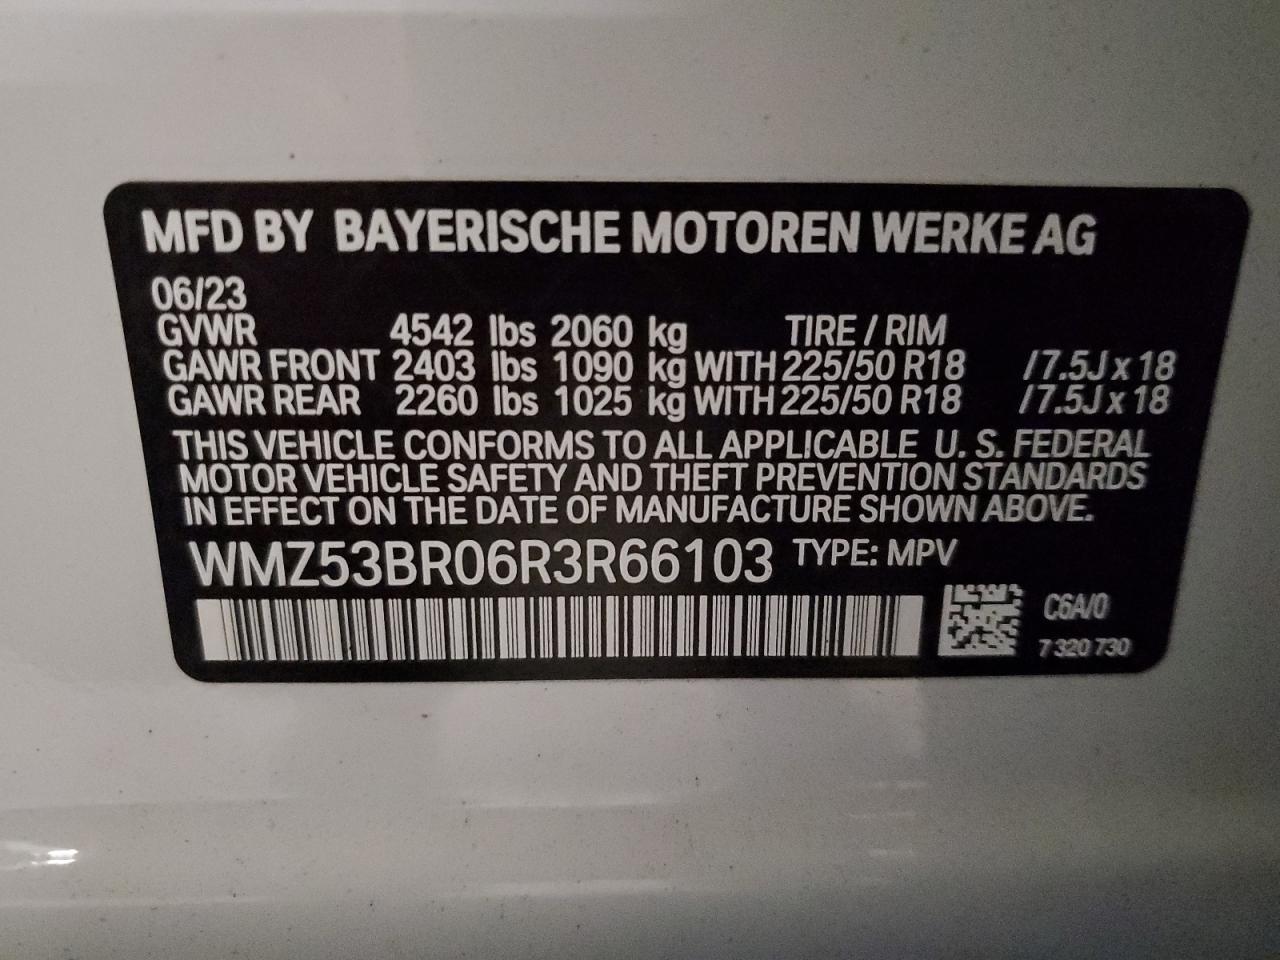 MFD BY BAYERISCHE MOTOREN WERKE AG
06/23
GVWR 4542 lbs 2060 kg TIRE / RIM
GAWR FRONT 2403 lbs 1090 kg WITH 225/50 R18 /7.5J x 18
GAWR REAR 2260 lbs 1025 kg WITH 225/50 R18 /7.5J x 18
THIS VEHICLE CONFORMS TO ALL APPLICABLE U. S. FEDERAL
MOTOR VEHICLE SAFETY AND THEFT PREVENTION STANDARDS
IN EFFECT ON THE DATE OF MANUFACTURE SHOWN ABOVE.
WMZ53BR06R3R66103 TYPE: MPV
C6A/0
7 320 730